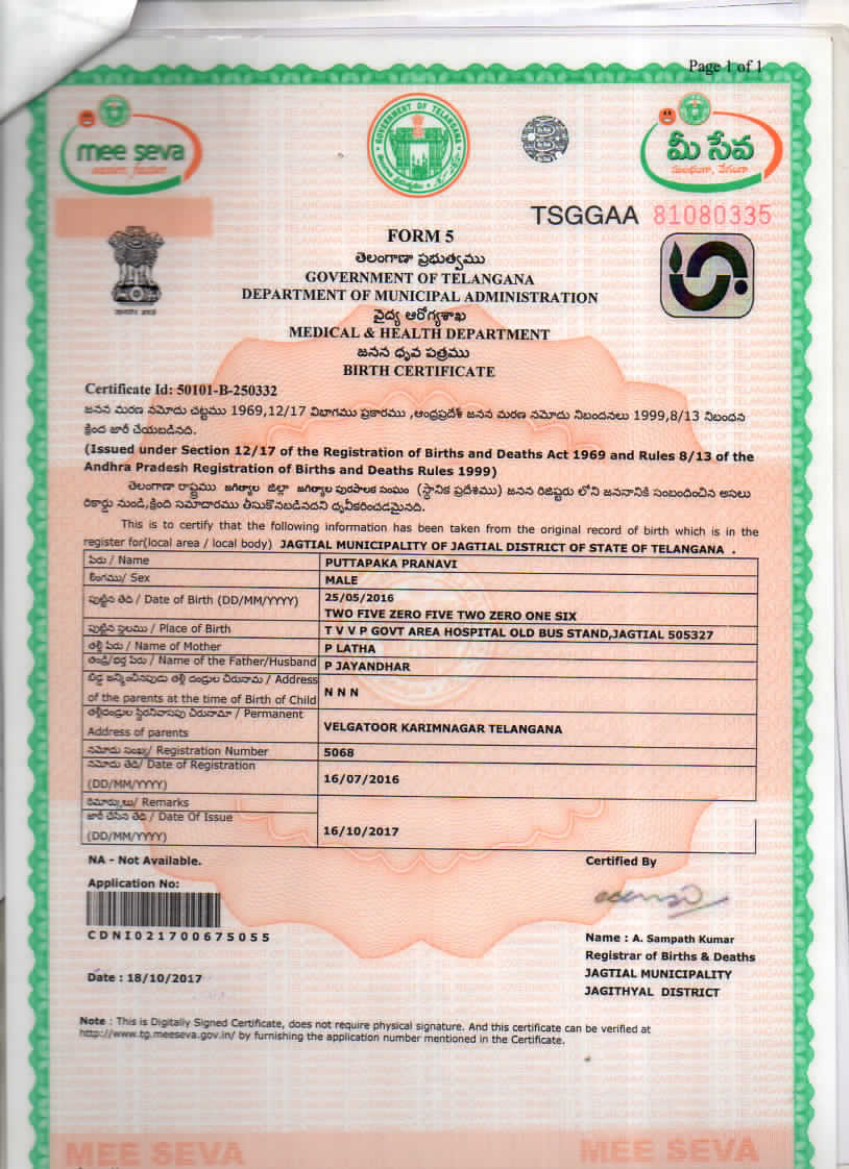 Page 1 of 1
mee seva
మీ సేవ
GOVERNMENT OF TELANGANA
TSGGAA 81080335
FORM 5
తెలంగాణా ప్రభుత్వము
GOVERNMENT OF TELANGANA
DEPARTMENT OF MUNICIPAL ADMINISTRATION
వైద్య ఆరోగ్యశాఖ
MEDICAL & HEALTH DEPARTMENT
జనన ధృవ పత్రము
BIRTH CERTIFICATE
Certificate Id: 50101-B-250332
జనన మరణ నమోదు చట్టము 1969,12/17 విభాగము ప్రకారము ,ఆంధ్రప్రదేశ్ జనన మరణ నమోదు నిబందనలు 1999,8/13 నిబంధన
క్రింద జారీ చేయబడినది.
(Issued under Section 12/17 of the Registration of Births and Deaths Act 1969 and Rules 8/13 of the
Andhra Pradesh Registration of Births and Deaths Rules 1999)
తెలంగాణా రాష్ట్రము జగిత్యాల జిల్లా జగిత్యాల పురపాలక సంఘం (స్థానిక ప్రదేశము) జనన రిజిష్టరు లోని జననానికి సంబంధించిన అసలు
రికార్డు నుండి,క్రింది సమాచారము తీసుకొనబడినదని ధృవీకరించడమైనది.
This is to certify that the following information has been taken from the original record of birth which is in the
register for(local area / local body) JAGTIAL MUNICIPALITY OF JAGTIAL DISTRICT OF STATE OF TELANGANA .
పేరు / Name PUTTAPAKA PRANAVI
లింగము/ Sex MALE
పుట్టిన తేది / Date of Birth (DD/MM/YYYY) 25/05/2016
TWO FIVE ZERO FIVE TWO ZERO ONE SIX
పుట్టిన స్థలము / Place of Birth T V V P GOVT AREA HOSPITAL OLD BUS STAND,JAGTIAL 505327
తల్లి పేరు / Name of Mother P LATHA
తండ్రి/భర్త పేరు / Name of the Father/Husband P JAYANDHAR
బిడ్డ జన్మించినపుడు తల్లి దండ్రుల చిరునామ / Address
of the parents at the time of Birth of Child N N N
తల్లిదండ్రుల స్థిరనివాసపు చిరునామా / Permanent
Address of parents VELGATOOR KARIMNAGAR TELANGANA
నమోదు సంఖ్య/ Registration Number 5068
నమోదు తేది/ Date of Registration
(DD/MM/YYYY) 16/07/2016
రిమార్కులు/ Remarks
జారీ చేసిన తేది / Date Of Issue
(DD/MM/YYYY) 16/10/2017
NA - Not Available.
Certified By
Application No:
CDNI021700675055
Name : A. Sampath Kumar
Registrar of Births & Deaths
JAGTIAL MUNICIPALITY
JAGITHYAL DISTRICT
Date : 18/10/2017
Note : This is Digitally Signed Certificate, does not require physical signature. And this certificate can be verified at
http://www.tg.meeseva.gov.in/ by furnishing the application number mentioned in the Certificate.
MEE SEVA MEE SEVA